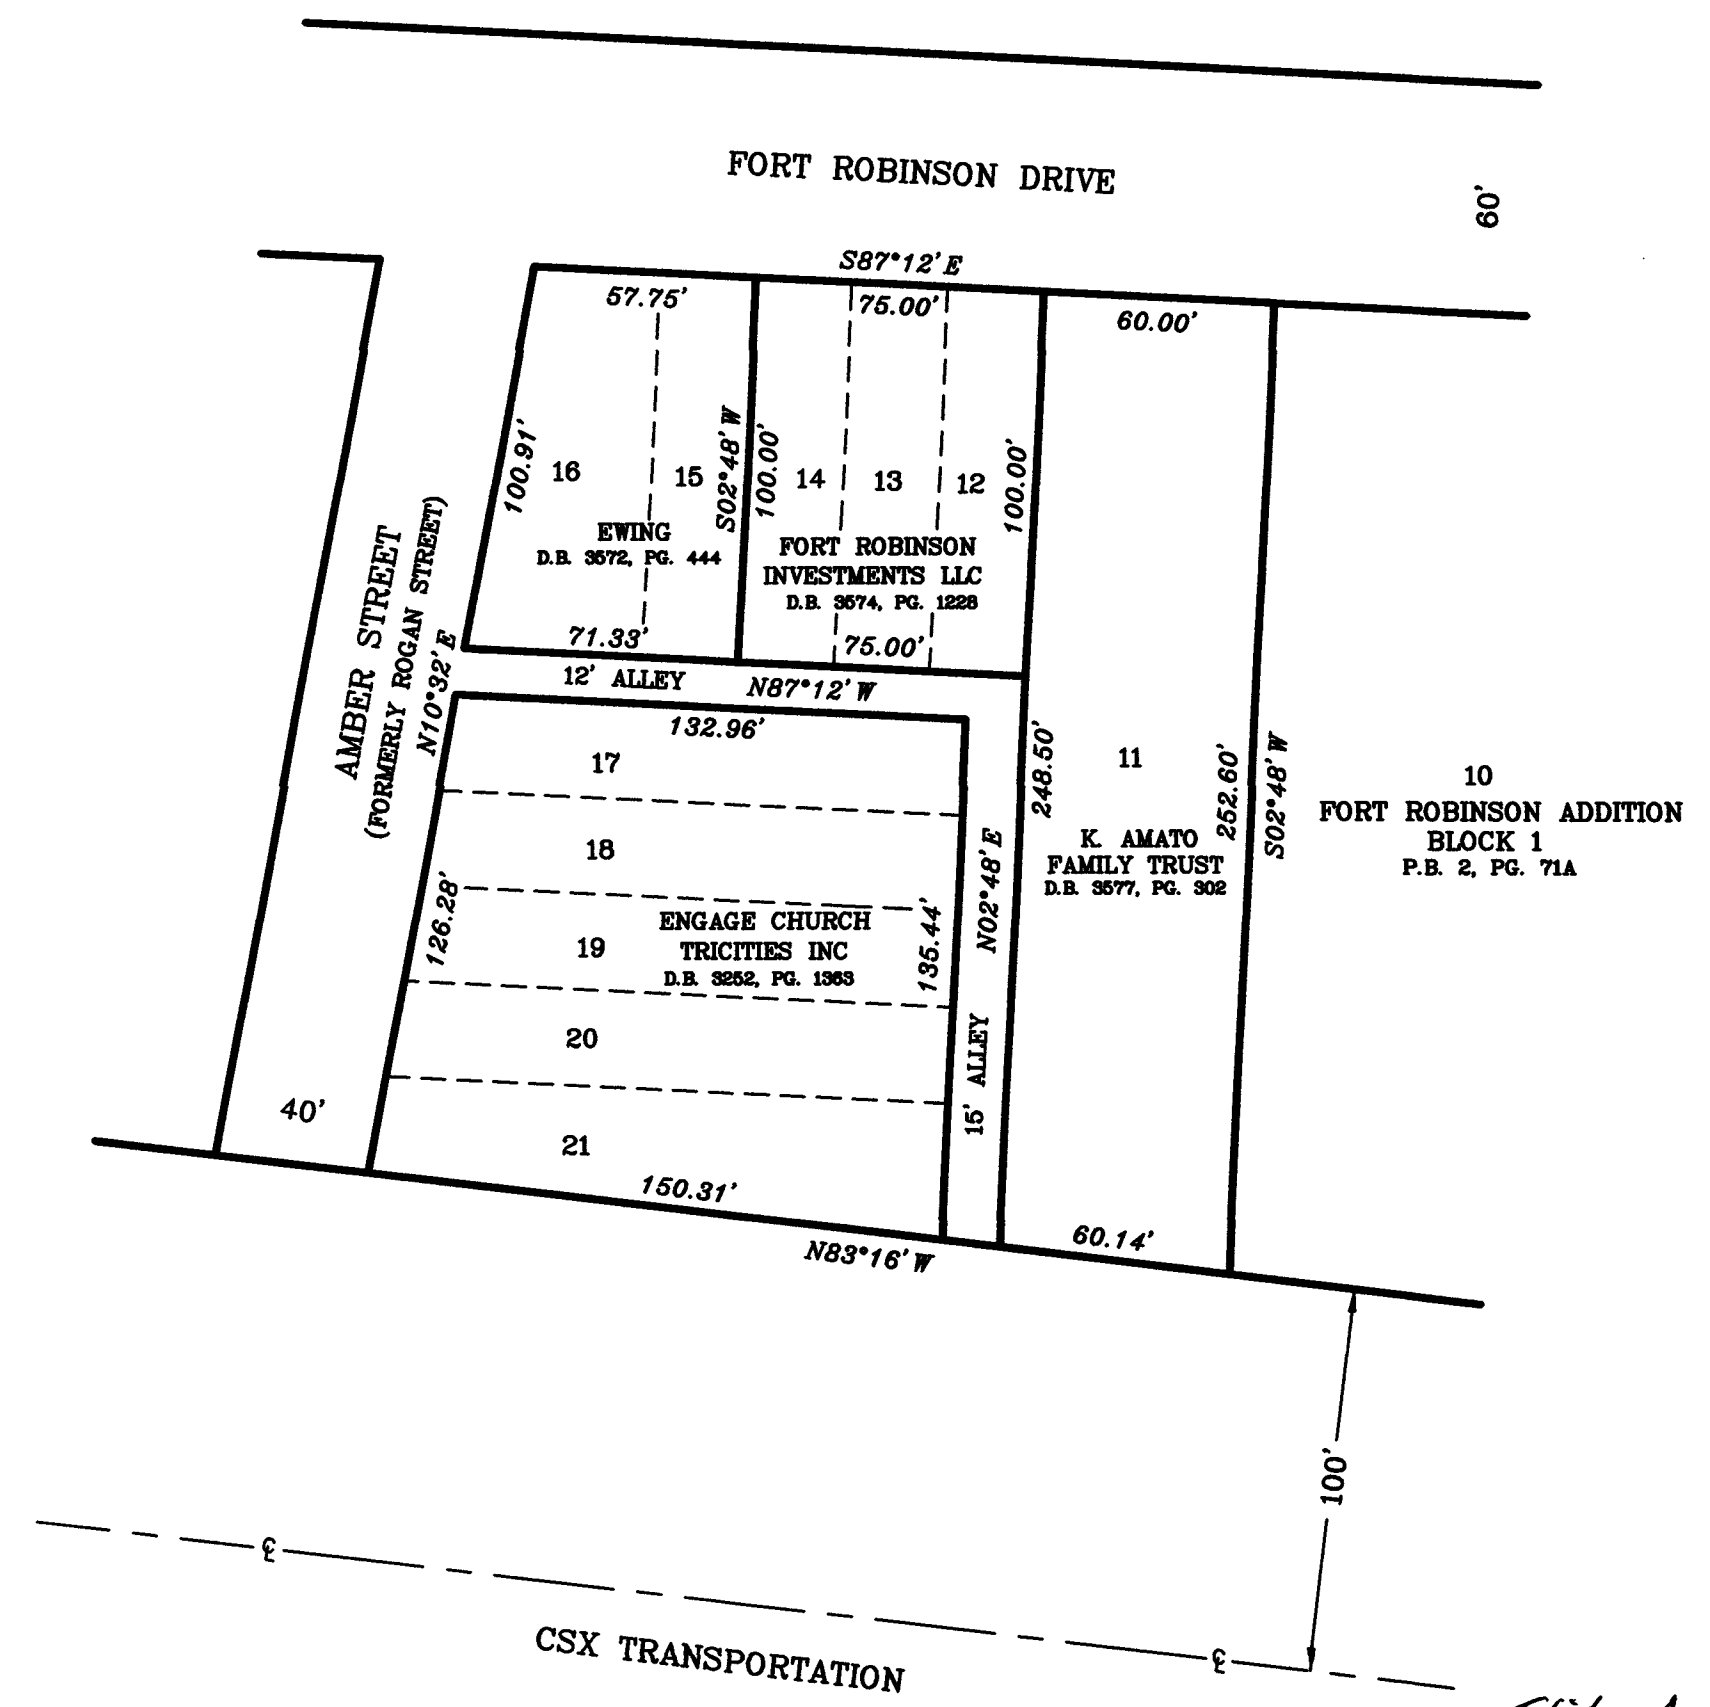 FORT ROBINSON DRIVE
60'
S87°12'E
57.75'
75.00'
60.00'
100.91'
16
15
S02°48'W
100.00'
14
13
12
100.00'
EWING
D.B. 3572, PG. 444
FORT ROBINSON
INVESTMENTS LLC
D.B. 3574, PG. 1228
71.33'
75.00'
AMBER STREET
(FORMERLY ROGAN STREET)
N10°32'E
12' ALLEY
N87°12'W
132.96'
17
18
126.28'
19
ENGAGE CHURCH
TRICITIES INC
D.B. 3252, PG. 1363
135.44'
20
21
15' ALLEY
N02°48'E
248.50'
11
K. AMATO
FAMILY TRUST
D.B. 3577, PG. 302
252.60'
S02°48'W
10
FORT ROBINSON ADDITION
BLOCK 1
P.B. 2, PG. 71A
40'
150.31'
N83°16'W
60.14'
100'
CSX TRANSPORTATION